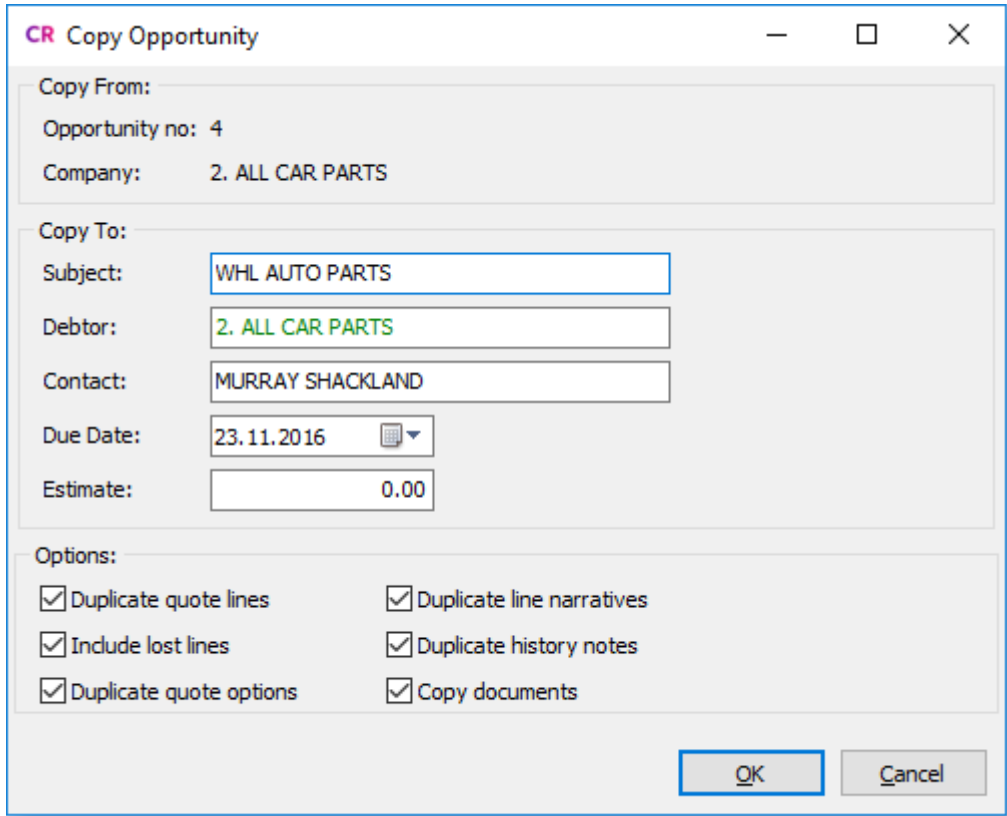 CR Copy Opportunity
Copy From:
Opportunity no: 4
Company: 2. ALL CAR PARTS
Copy To:
Subject: WHL AUTO PARTS
Debtor: 2. ALL CAR PARTS
Contact: MURRAY SHACKLAND
Due Date: 23.11.2016
Estimate: 0.00
Options:
Duplicate quote lines Duplicate line narratives
Include lost lines Duplicate history notes
Duplicate quote options Copy documents
OK Cancel